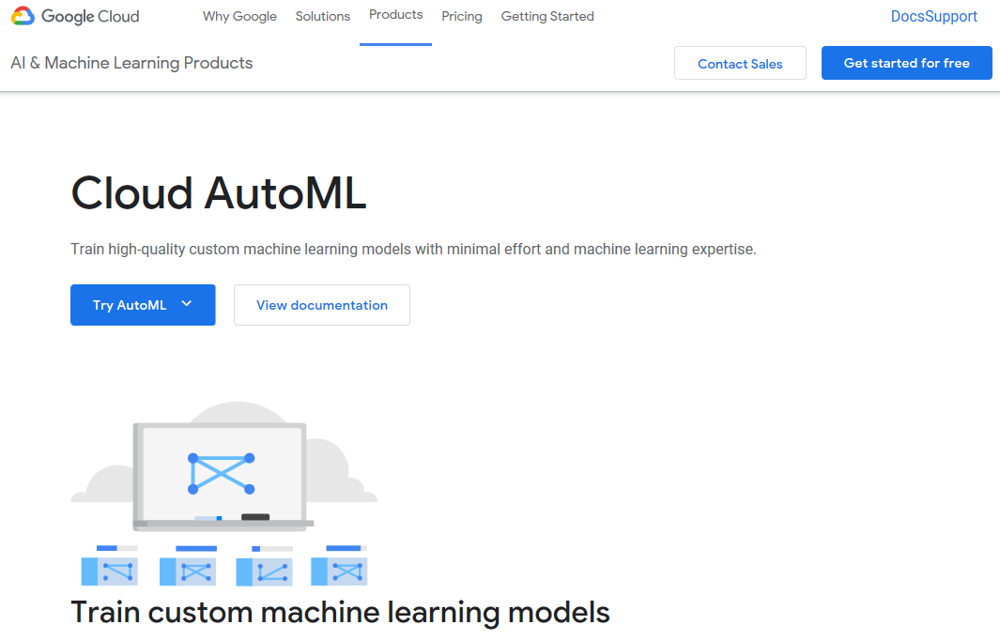 Google Cloud Why Google Solutions Products Pricing Getting Started DocsSupport
AI & Machine Learning Products Contact Sales Get started for free
Cloud AutoML
Train high-quality custom machine learning models with minimal effort and machine learning expertise.
Try AutoML View documentation
Train custom machine learning models